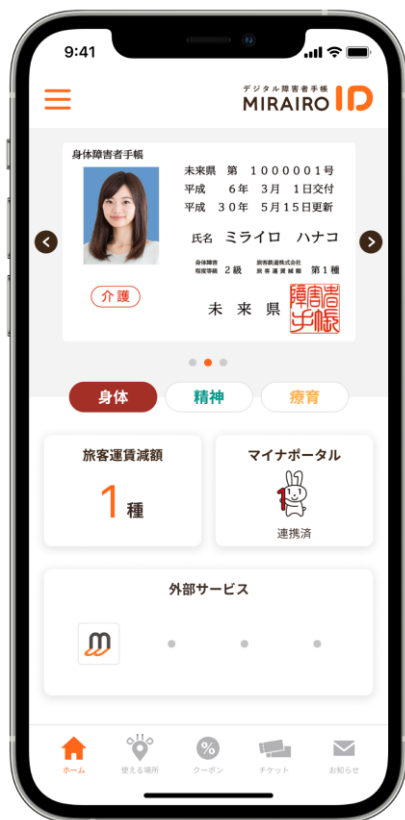 9:41
デジタル障害者手帳
MIRAIRO ID
身体障害者手帳
未来県 第 1000001号
平成 6年 3月 1日交付
平成 30年 5月15日更新
氏名 ミライロ ハナコ
身体障害程度等級 2級 旅客鉄道株式会社旅客運賃減額 第1種
介護
未来県
障害者手帳
身体
精神
療育
旅客運賃減額
1種
マイナポータル
1
連携済
外部サービス
m
ホーム
使える場所
クーポン
チケット
お知らせ